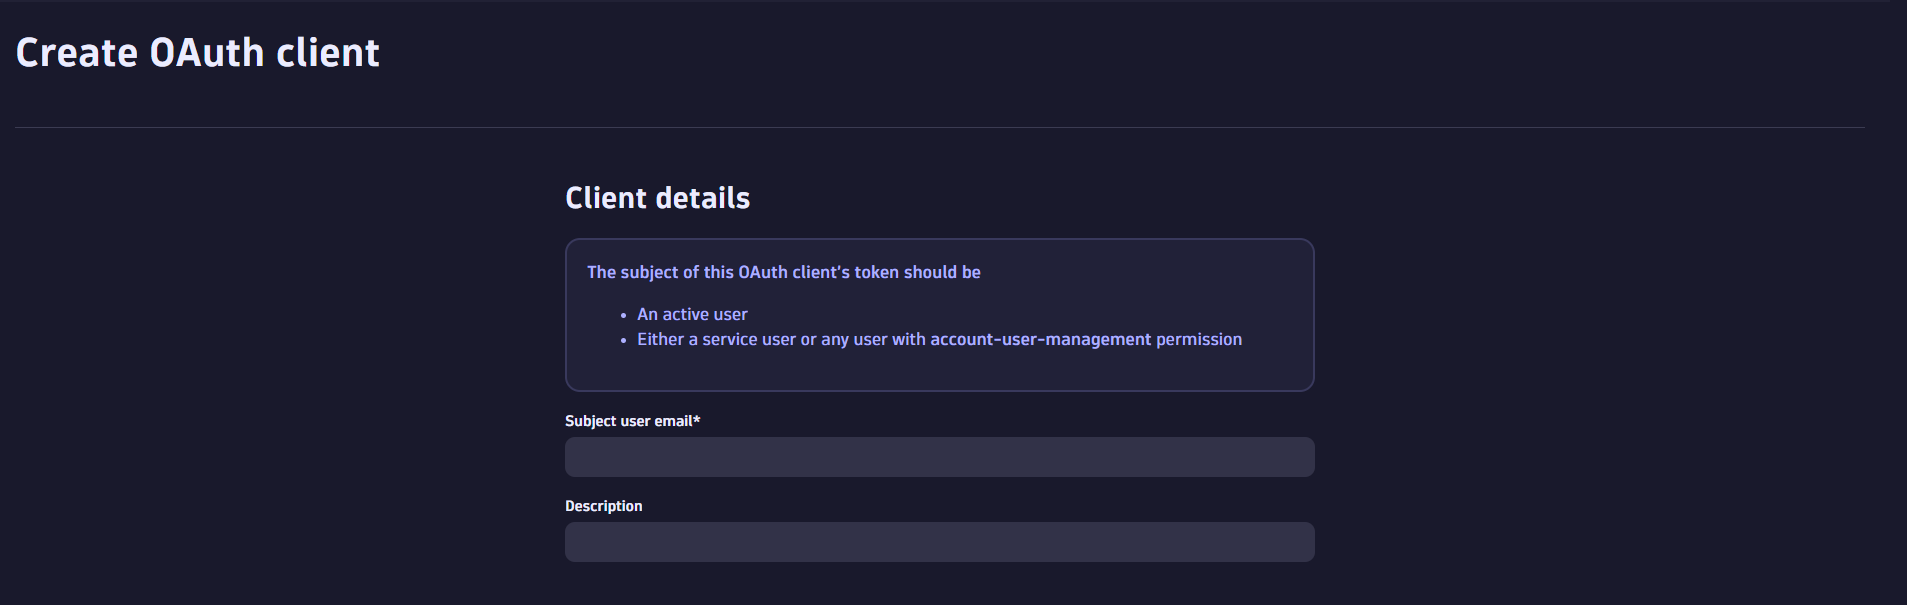 Create OAuth client
Client details
The subject of this OAuth client's token should be
• An active user
• Either a service user or any user with account-user-management permission
Subject user email*
Description